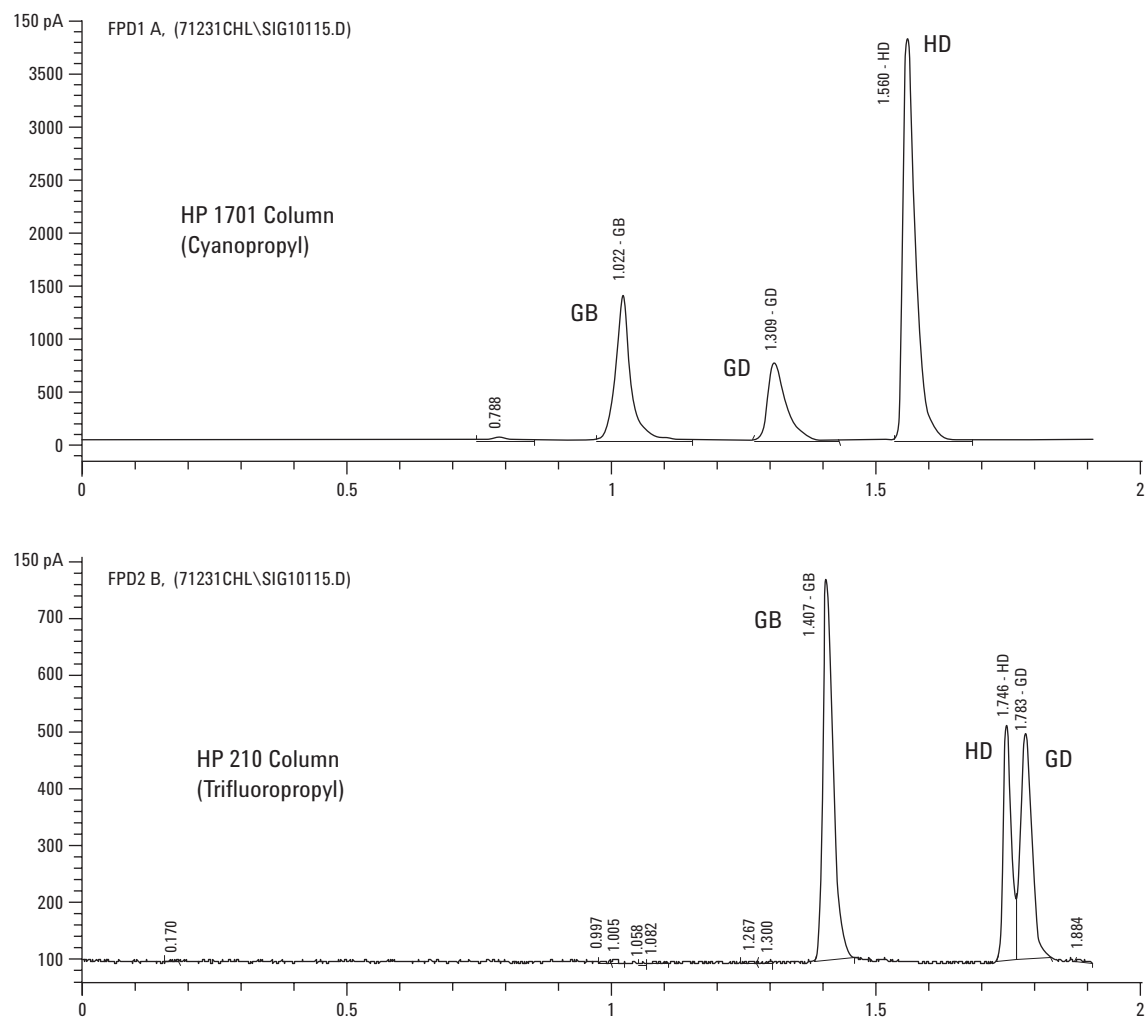 150 pA
FPD1 A, (71231CHL\SIG10115.D)
HD
1.560 - HD
3500
3000
2500
HP 1701 Column
(Cyanopropyl)
2000
1.022 - GB
1500
GB
1.309 - GD
1000
GD
500
0.788
0
0
0.5
1
1.5
2
150 pA
FPD2 B, (71231CHL\SIG10115.D)
1.407 - GB
GB
700
600
1.746 - HD
1.783 - GD
500
HP 210 Column
(Trifluoropropyl)
HD
GD
400
300
200
0.170
0.997
1.005
1.058
1.082
1.267
1.300
1.884
100
0
0.5
1
1.5
2